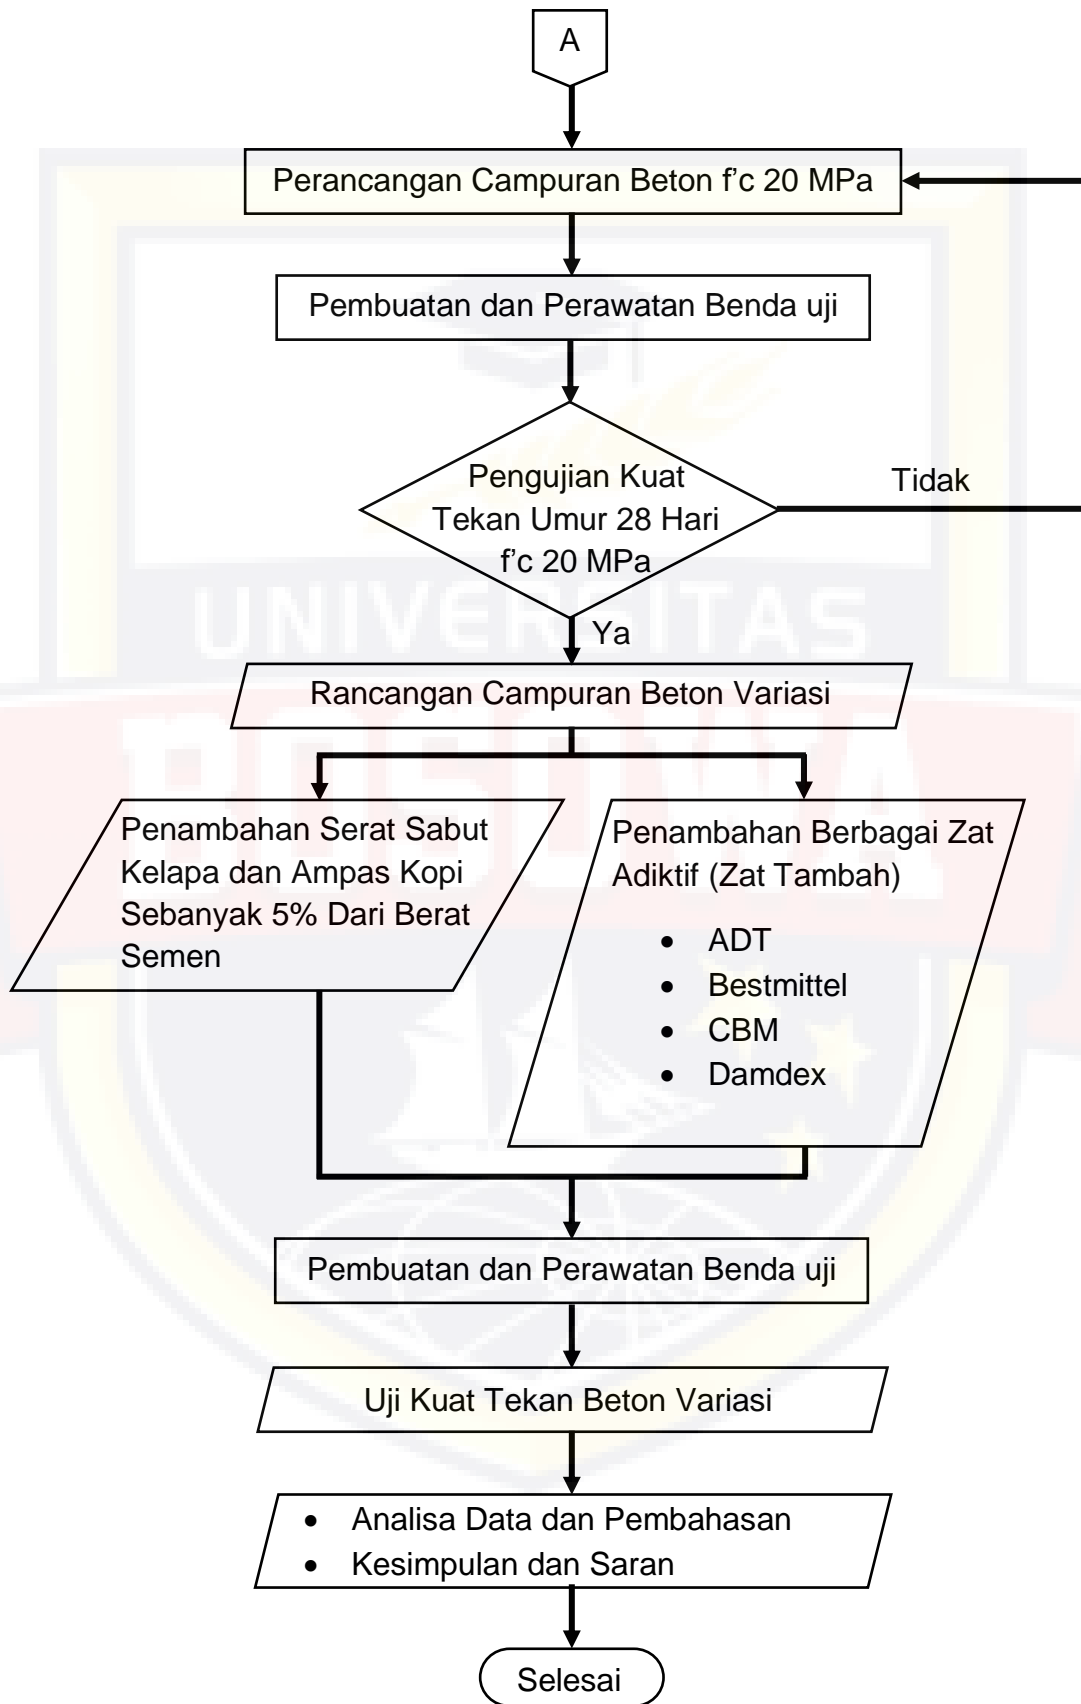 A
Perancangan Campuran Beton f’c 20 MPa
Pembuatan dan Perawatan Benda uji
Pengujian Kuat
Tekan Umur 28 Hari
f’c 20 MPa
Tidak
Ya
Rancangan Campuran Beton Variasi
Penambahan Serat Sabut
Kelapa dan Ampas Kopi
Sebanyak 5% Dari Berat
Semen
Penambahan Berbagai Zat
Adiktif (Zat Tambah)
• ADT
• Bestmittel
• CBM
• Damdex
Pembuatan dan Perawatan Benda uji
Uji Kuat Tekan Beton Variasi
• Analisa Data dan Pembahasan
• Kesimpulan dan Saran
Selesai
UNIVERSITAS
BOSOWA